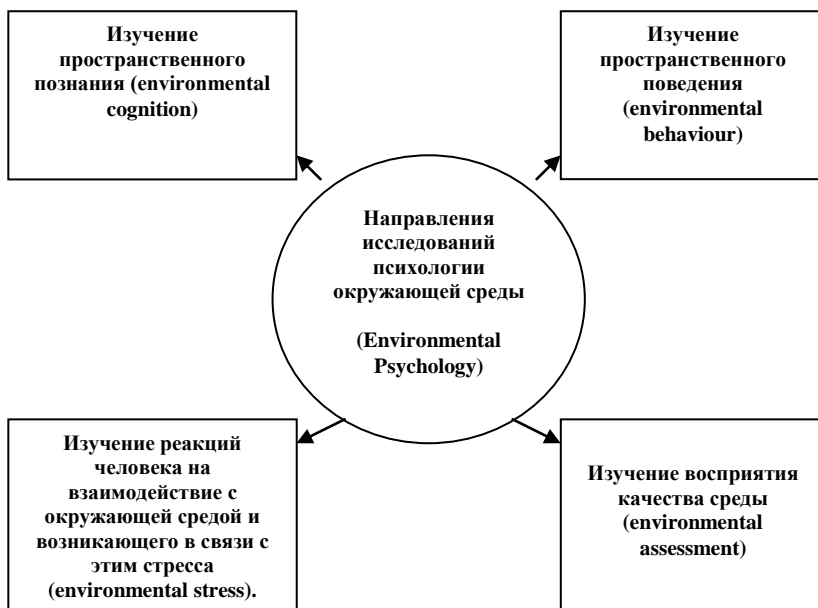 Изучение
пространственного
познания (environmental
cognition)
Изучение
пространственного
поведения
(environmental
behaviour)
Направления
исследований
психологии
окружающей среды
(Environmental
Psychology)
Изучение реакций
человека на
взаимодействие с
окружающей средой и
возникающего в связи с
этим стресса
(environmental stress).
Изучение восприятия
качества среды
(environmental
assessment)